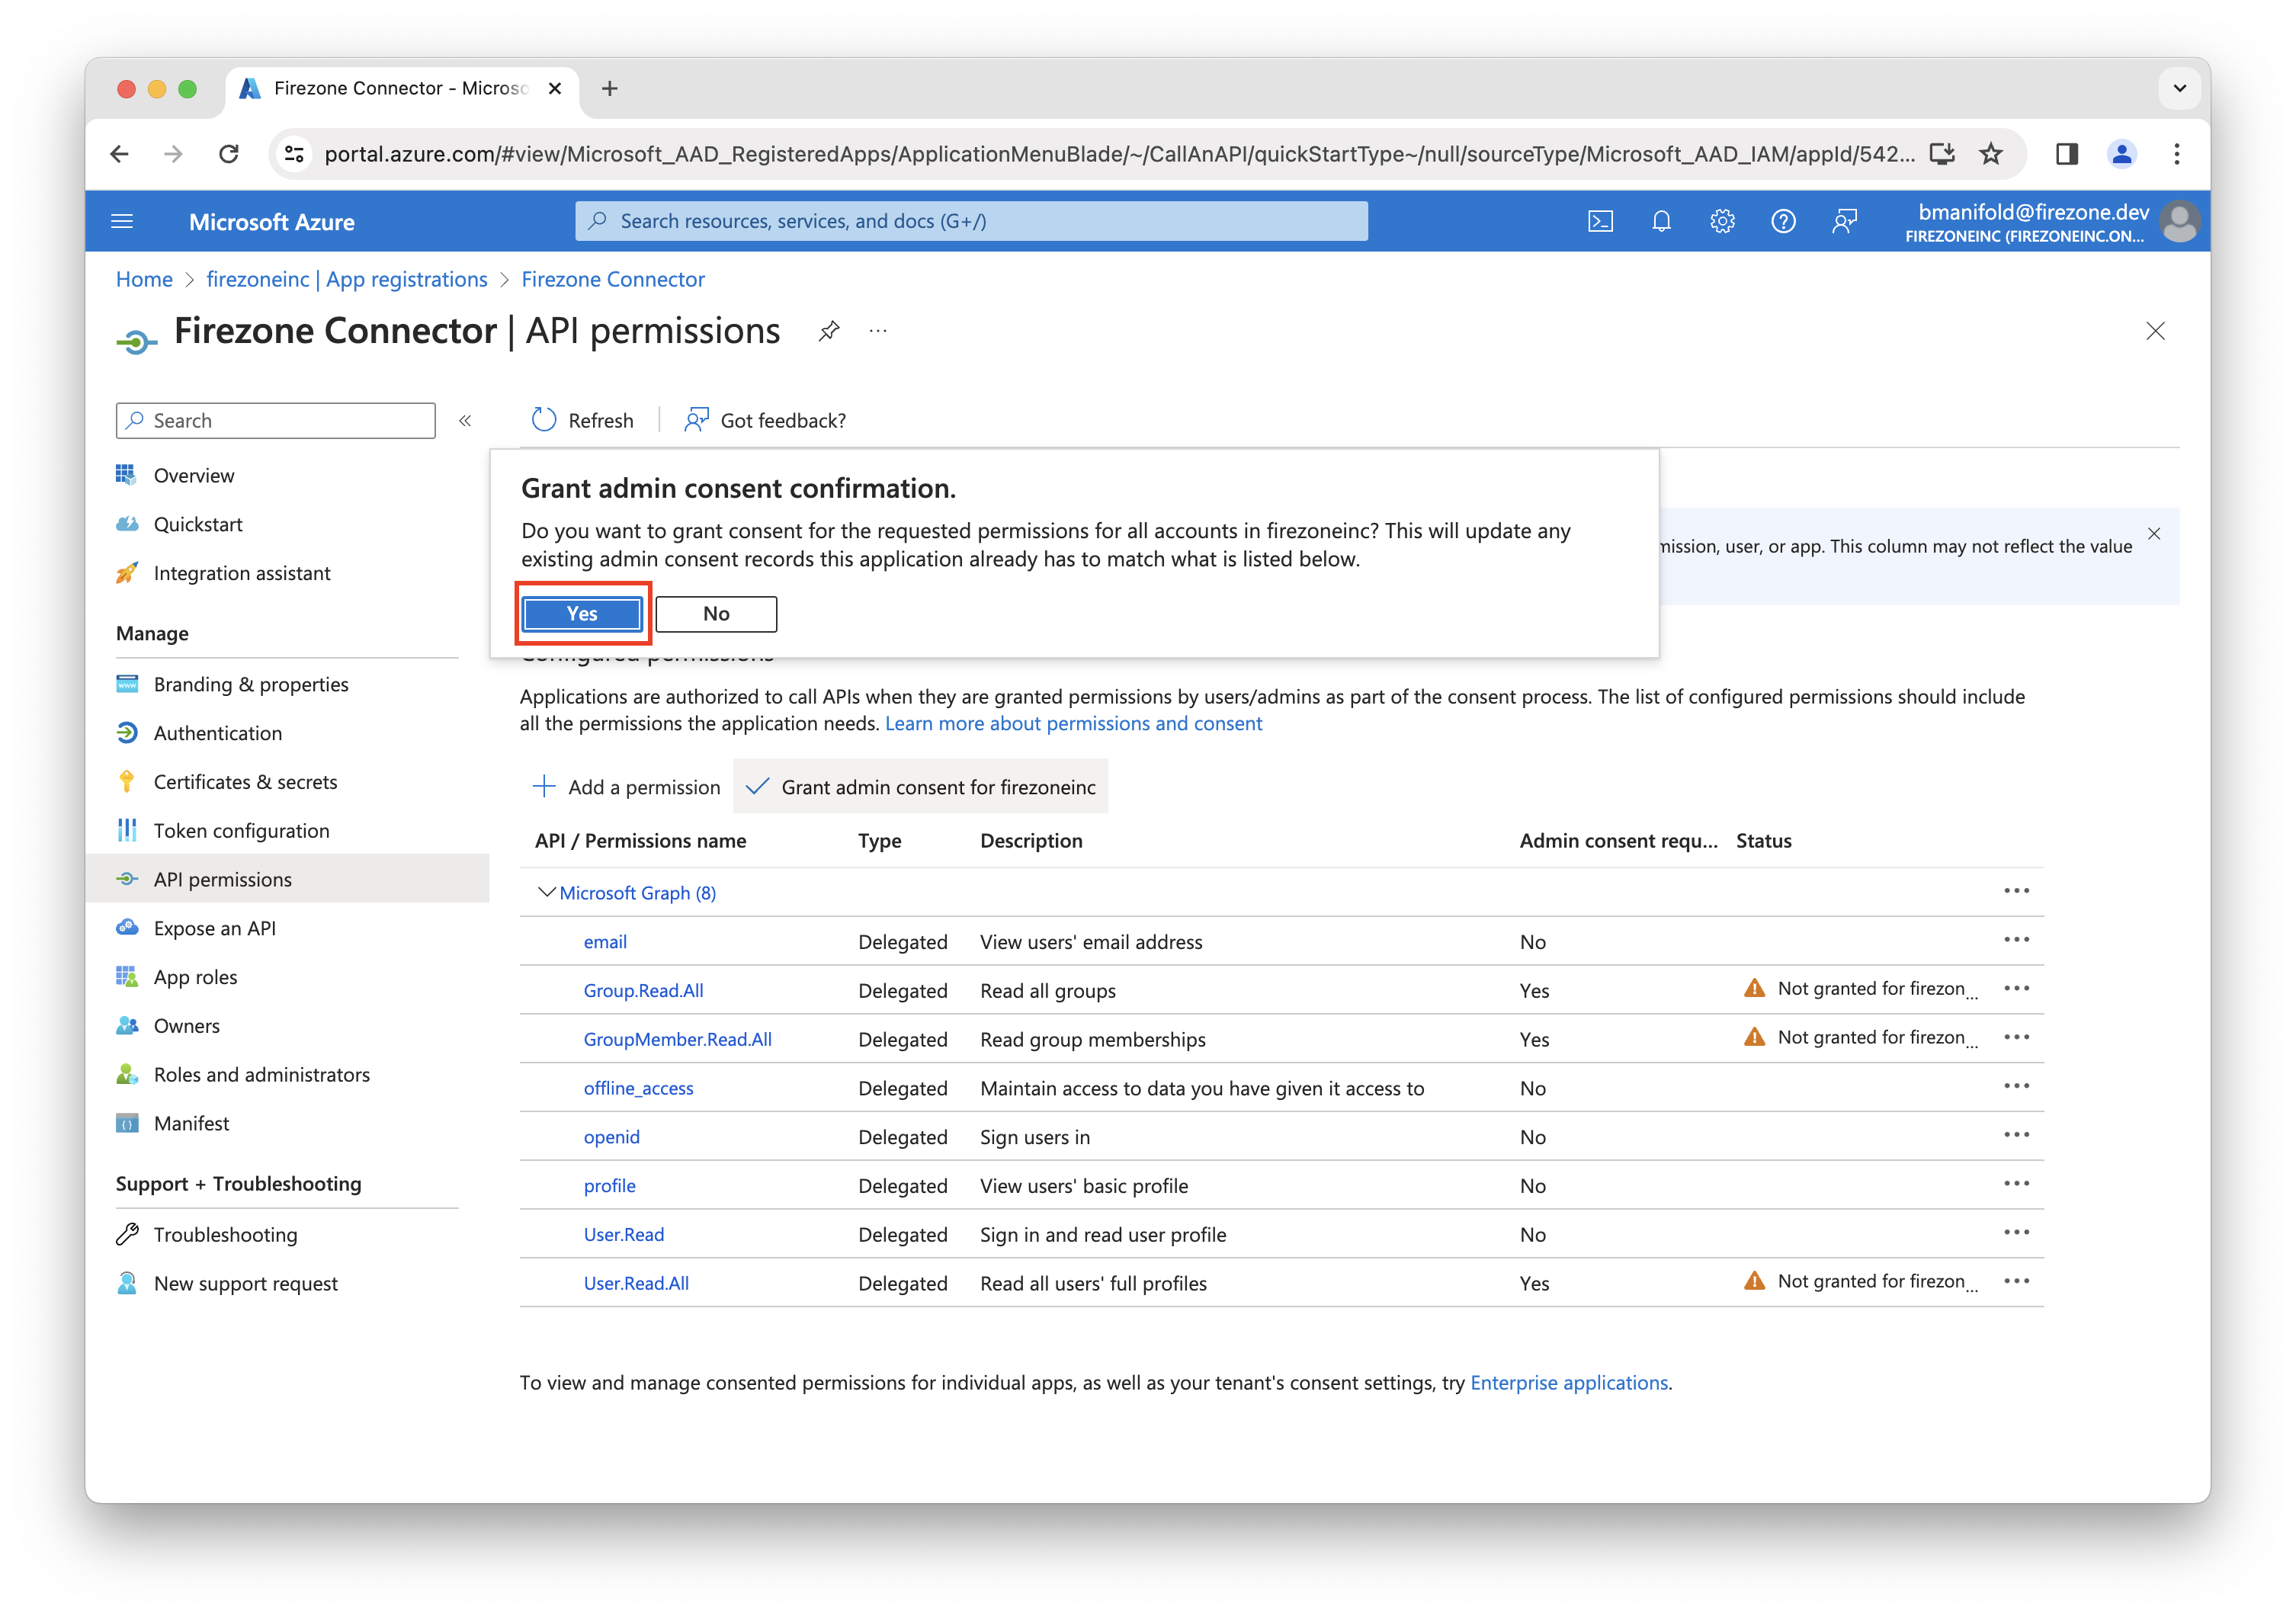 Firezone Connector - Microso
portal.azure.com/#view/Microsoft_AAD_RegisteredApps/ApplicationMenuBlade/~/CallAnAPI/quickStartType~/null/sourceType/Microsoft_AAD_IAM/appId/542...
Microsoft Azure
Search resources, services, and docs (G+/)
bmanifold@firezone.dev
FIREZONEINC (FIREZONEINC.ON...
Home > firezoneinc | App registrations > Firezone Connector
Firezone Connector | API permissions
Search
Refresh
Got feedback?
Overview
Quickstart
Integration assistant
Manage
Branding & properties
Authentication
Certificates & secrets
Token configuration
API permissions
Expose an API
App roles
Owners
Roles and administrators
Manifest
Support + Troubleshooting
Troubleshooting
New support request
Grant admin consent confirmation.
Do you want to grant consent for the requested permissions for all accounts in firezoneinc? This will update any
existing admin consent records this application already has to match what is listed below.
Yes
No
mission, user, or app. This column may not reflect the value
Configured permissions
Applications are authorized to call APIs when they are granted permissions by users/admins as part of the consent process. The list of configured permissions should include
all the permissions the application needs. Learn more about permissions and consent
Add a permission
Grant admin consent for firezoneinc
API / Permissions name Type Description Admin consent requ... Status
Microsoft Graph (8)
email Delegated View users' email address No
Group.Read.All Delegated Read all groups Yes Not granted for firezon...
GroupMember.Read.All Delegated Read group memberships Yes Not granted for firezon...
offline_access Delegated Maintain access to data you have given it access to No
openid Delegated Sign users in No
profile Delegated View users' basic profile No
User.Read Delegated Sign in and read user profile No
User.Read.All Delegated Read all users' full profiles Yes Not granted for firezon...
To view and manage consented permissions for individual apps, as well as your tenant's consent settings, try Enterprise applications.